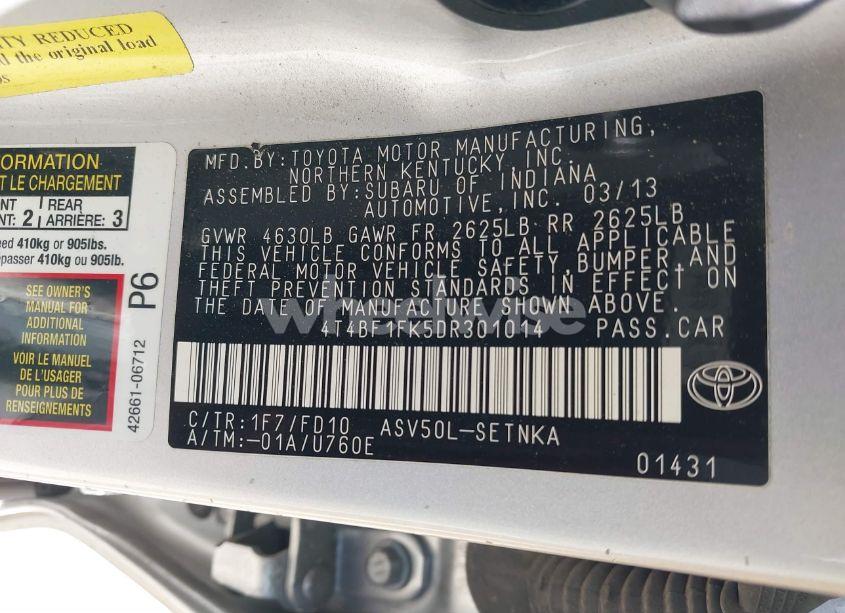 TY REDUCED
d the original load
os
ORMATION
T LE CHARGEMENT
NT REAR
NT: 2 ARRIÈRE: 3
eed 410kg or 905lbs.
passer 410kg ou 905lb.
SEE OWNER'S
MANUAL FOR
ADDITIONAL
INFORMATION
VOIR LE MANUEL
DE L'USAGER
POUR PLUS DE
RENSEIGNEMENTS
P6
42661-06712
MFD.BY:TOYOTA MOTOR MANUFACTURING,
NORTHERN KENTUCKY, INC.
ASSEMBLED BY:SUBARU OF INDIANA
AUTOMOTIVE, INC. 03/13
GVWR 4630LB GAWR FR 2625LB RR 2625LB
THIS VEHICLE CONFORMS TO ALL APPLICABLE
FEDERAL MOTOR VEHICLE SAFETY,BUMPER,AND
THEFT PREVENTION STANDARDS IN EFFECT ON
THE DATE OF MANUFACTURE SHOWN ABOVE.
4T4BF1FK5DR301014 PASS.CAR
wheelwise
C/TR:1F7/FD10 ASV50L-SETNKA
A/TM:-01A/U760E
01431